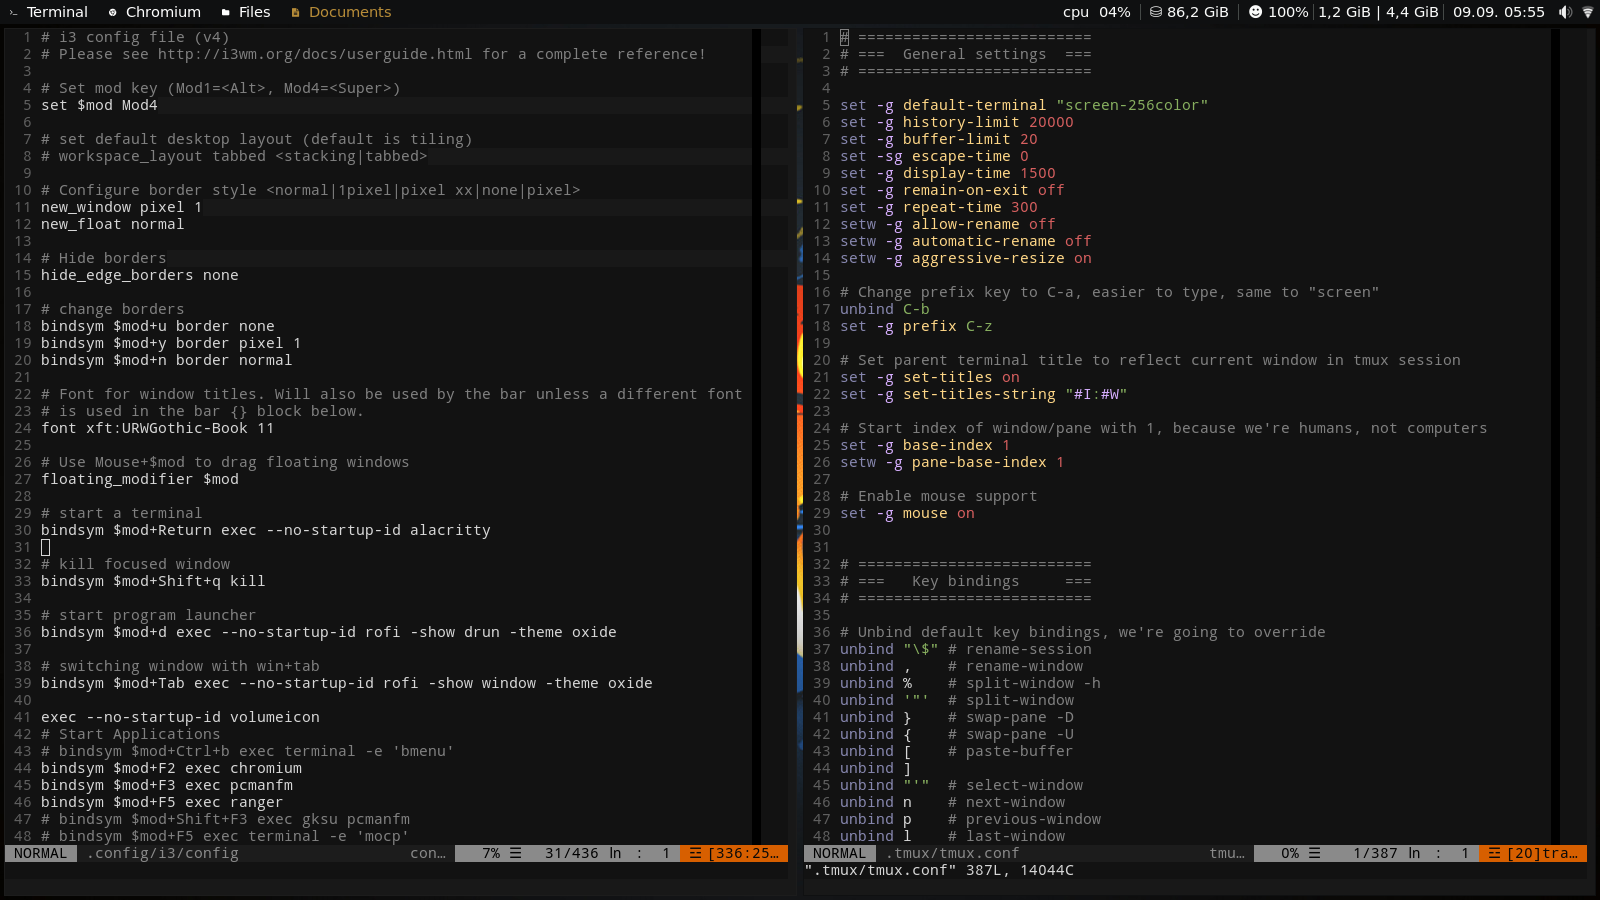 Terminal Chromium Files Documents cpu 04% 86,2 GiB 100% 1,2 GiB | 4,4 GiB 09.09. 05:55
1 # i3 config file (v4)
2 # Please see http://i3wm.org/docs/userguide.html for a complete reference!
3
4 # Set mod key (Mod1=<Alt>, Mod4=<Super>)
5 set $mod Mod4
6
7 # set default desktop layout (default is tiling)
8 # workspace_layout tabbed <stacking|tabbed>
9
10 # Configure border style <normal|1pixel|pixel xx|none|pixel>
11 new_window pixel 1
12 new_float normal
13
14 # Hide borders
15 hide_edge_borders none
16
17 # change borders
18 bindsym $mod+u border none
19 bindsym $mod+y border pixel 1
20 bindsym $mod+n border normal
21
22 # Font for window titles. Will also be used by the bar unless a different font
23 # is used in the bar {} block below.
24 font xft:URWGothic-Book 11
25
26 # Use Mouse+$mod to drag floating windows
27 floating_modifier $mod
28
29 # start a terminal
30 bindsym $mod+Return exec --no-startup-id alacritty
31
32 # kill focused window
33 bindsym $mod+Shift+q kill
34
35 # start program launcher
36 bindsym $mod+d exec --no-startup-id rofi -show drun -theme oxide
37
38 # switching window with win+tab
39 bindsym $mod+Tab exec --no-startup-id rofi -show window -theme oxide
40
41 exec --no-startup-id volumeicon
42 # Start Applications
43 # bindsym $mod+Ctrl+b exec terminal -e 'bmenu'
44 bindsym $mod+F2 exec chromium
45 bindsym $mod+F3 exec pcmanfm
46 bindsym $mod+F5 exec ranger
47 # bindsym $mod+Shift+F3 exec gksu pcmanfm
48 # bindsym $mod+F5 exec terminal -e 'mocp'
NORMAL .config/i3/config con… 7% ☰ 31/436 ln : 1 ☲ [336:25…
1 # ==========================
2 # ===  General settings  ===
3 # ==========================
4
5 set -g default-terminal "screen-256color"
6 set -g history-limit 20000
7 set -g buffer-limit 20
8 set -sg escape-time 0
9 set -g display-time 1500
10 set -g remain-on-exit off
11 set -g repeat-time 300
12 setw -g allow-rename off
13 setw -g automatic-rename off
14 setw -g aggressive-resize on
15
16 # Change prefix key to C-a, easier to type, same to "screen"
17 unbind C-b
18 set -g prefix C-z
19
20 # Set parent terminal title to reflect current window in tmux session
21 set -g set-titles on
22 set -g set-titles-string "#I:#W"
23
24 # Start index of window/pane with 1, because we're humans, not computers
25 set -g base-index 1
26 setw -g pane-base-index 1
27
28 # Enable mouse support
29 set -g mouse on
30
31
32 # ==========================
33 # ===   Key bindings     ===
34 # ==========================
35
36 # Unbind default key bindings, we're going to override
37 unbind "\$" # rename-session
38 unbind ,    # rename-window
39 unbind %    # split-window -h
40 unbind '"'  # split-window
41 unbind }    # swap-pane -D
42 unbind {    # swap-pane -U
43 unbind [    # paste-buffer
44 unbind ]
45 unbind "'"  # select-window
46 unbind n    # next-window
47 unbind p    # previous-window
48 unbind l    # last-window
NORMAL .tmux/tmux.conf tmu… 0% ☰ 1/387 ln : 1 ☲ [20]tra…
".tmux/tmux.conf" 387L, 14044C